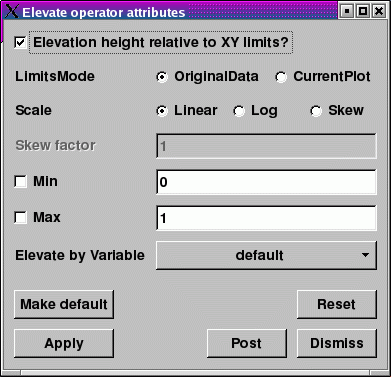 Elevate operator attributes
Elevation height relative to XY limits?
LimitsMode OriginalData CurrentPlot
Scale Linear Log Skew
Skew factor 1
Min 0
Max 1
Elevate by Variable default
Make default Reset
Apply Post Dismiss